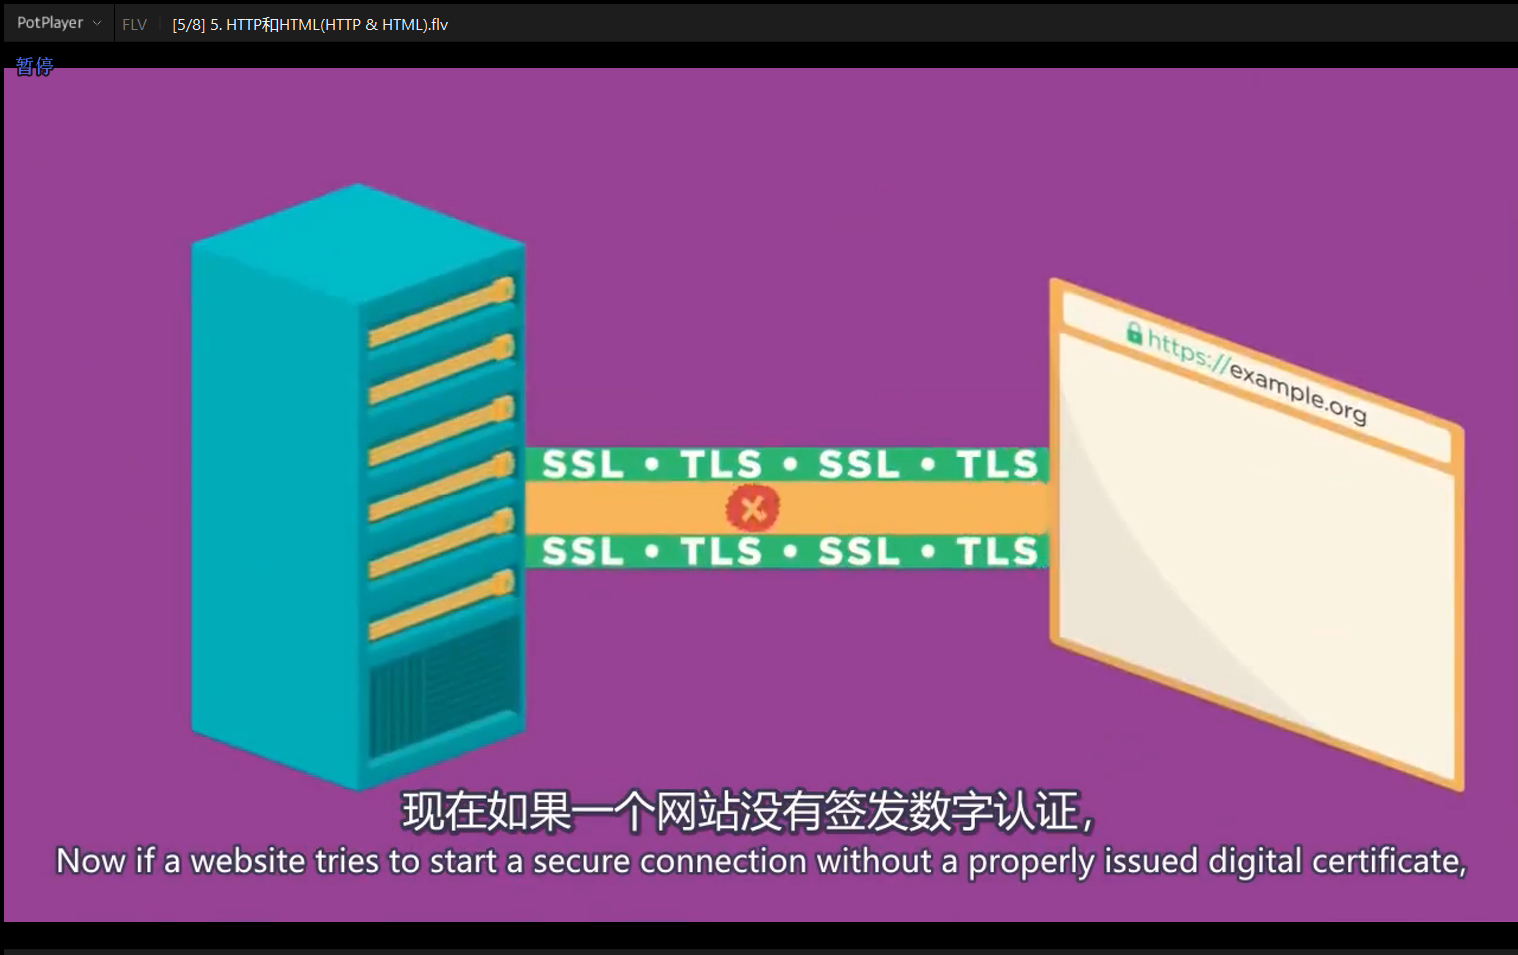 PotPlayer FLV [5/8] 5. HTTP和HTML(HTTP & HTML).flv
暂停
https://example.org
SSL • TLS • SSL • TLS
SSL • TLS • SSL • TLS
现在如果一个网站没有签发数字认证，
Now if a website tries to start a secure connection without a properly issued digital certificate,